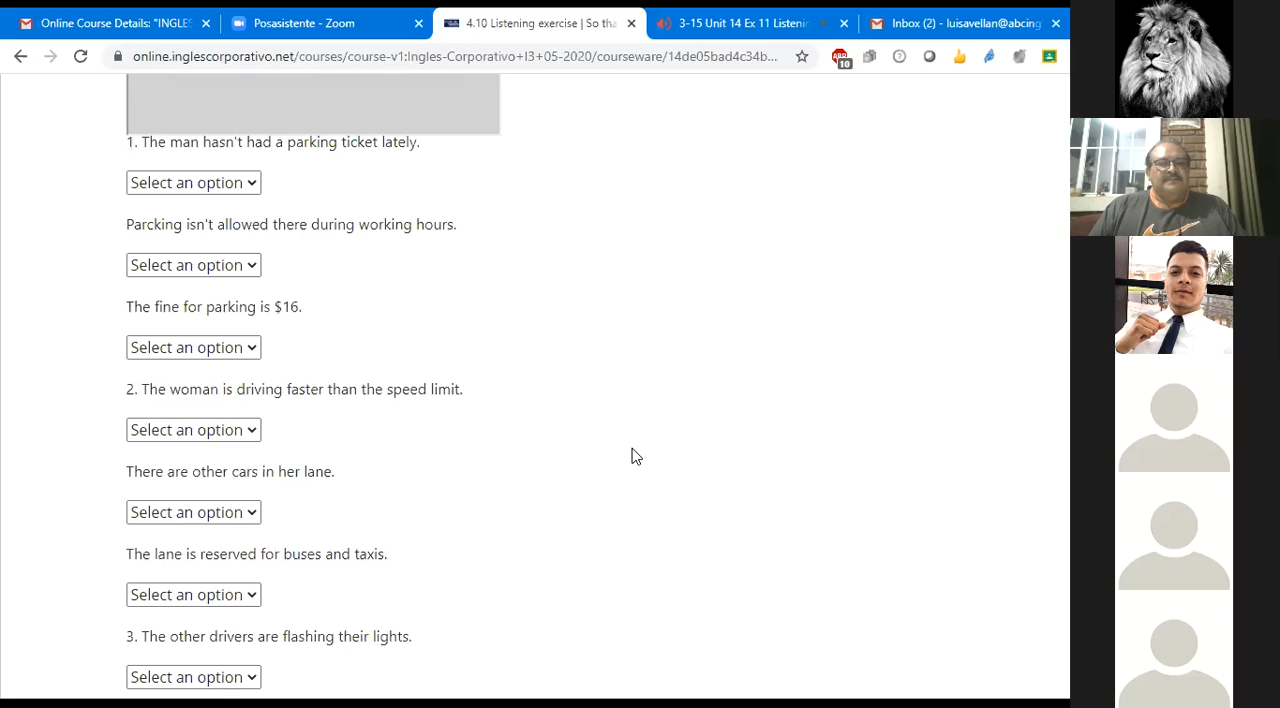 Online Course Details: "INGLES
Posasistente - Zoom
4.10 Listening exercise | So tha
3-15 Unit 14 Ex 11 Listenin
Inbox (2) - luisavellan@abcing
online.inglescorporativo.net/courses/course-v1:Ingles-Corporativo+I3+05-2020/courseware/14de05bad4c34b...
ABP
10
1. The man hasn't had a parking ticket lately.
Select an option
Parcking isn't allowed there during working hours.
Select an option
The fine for parking is $16.
Select an option
2. The woman is driving faster than the speed limit.
Select an option
There are other cars in her lane.
Select an option
The lane is reserved for buses and taxis.
Select an option
3. The other drivers are flashing their lights.
Select an option